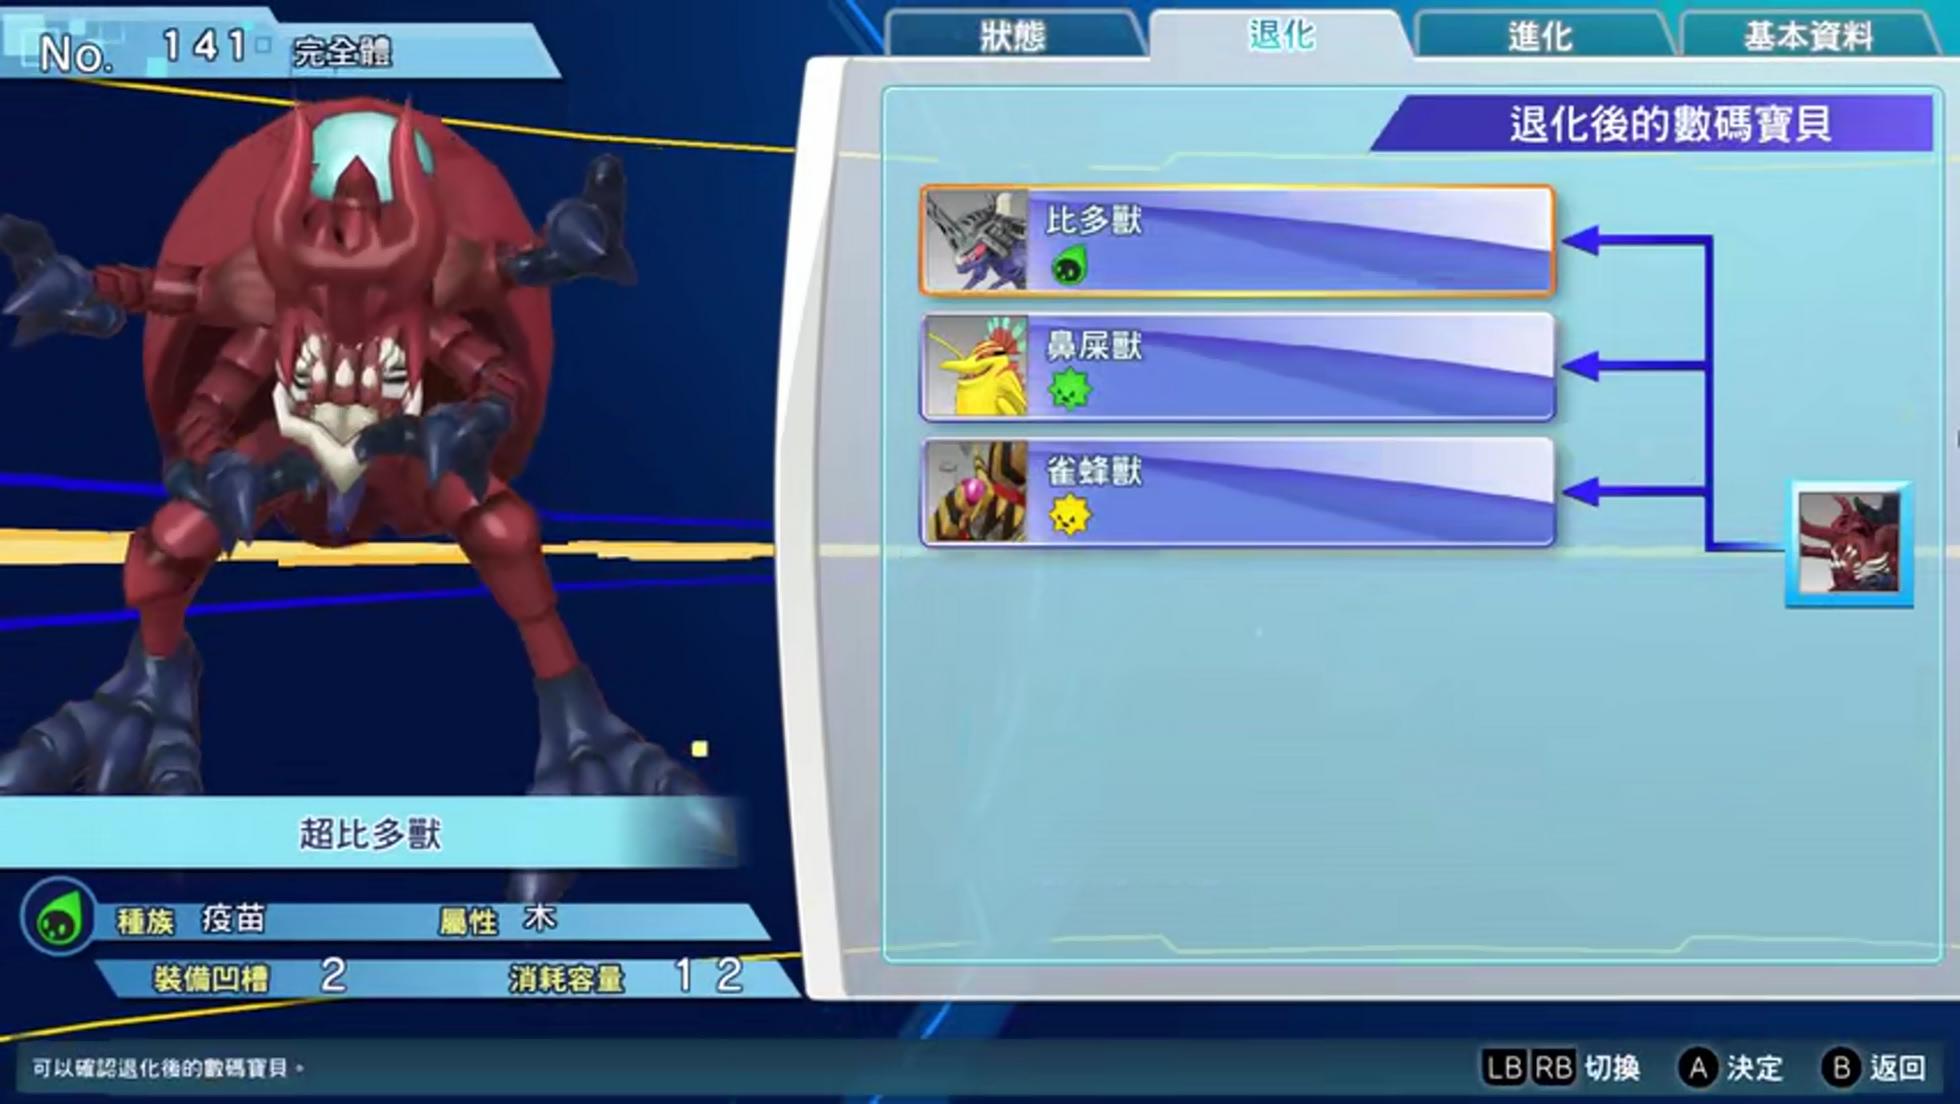 No. 141 完全體
狀態
退化
進化
基本資料
退化後的數碼寶貝
比多獸
鼻屎獸
雀蜂獸
超比多獸
種族 疫苗 屬性 木
裝備凹槽 2 消耗容量 12
可以確認退化後的數碼寶貝。
LB RB 切換 A 決定 B 返回